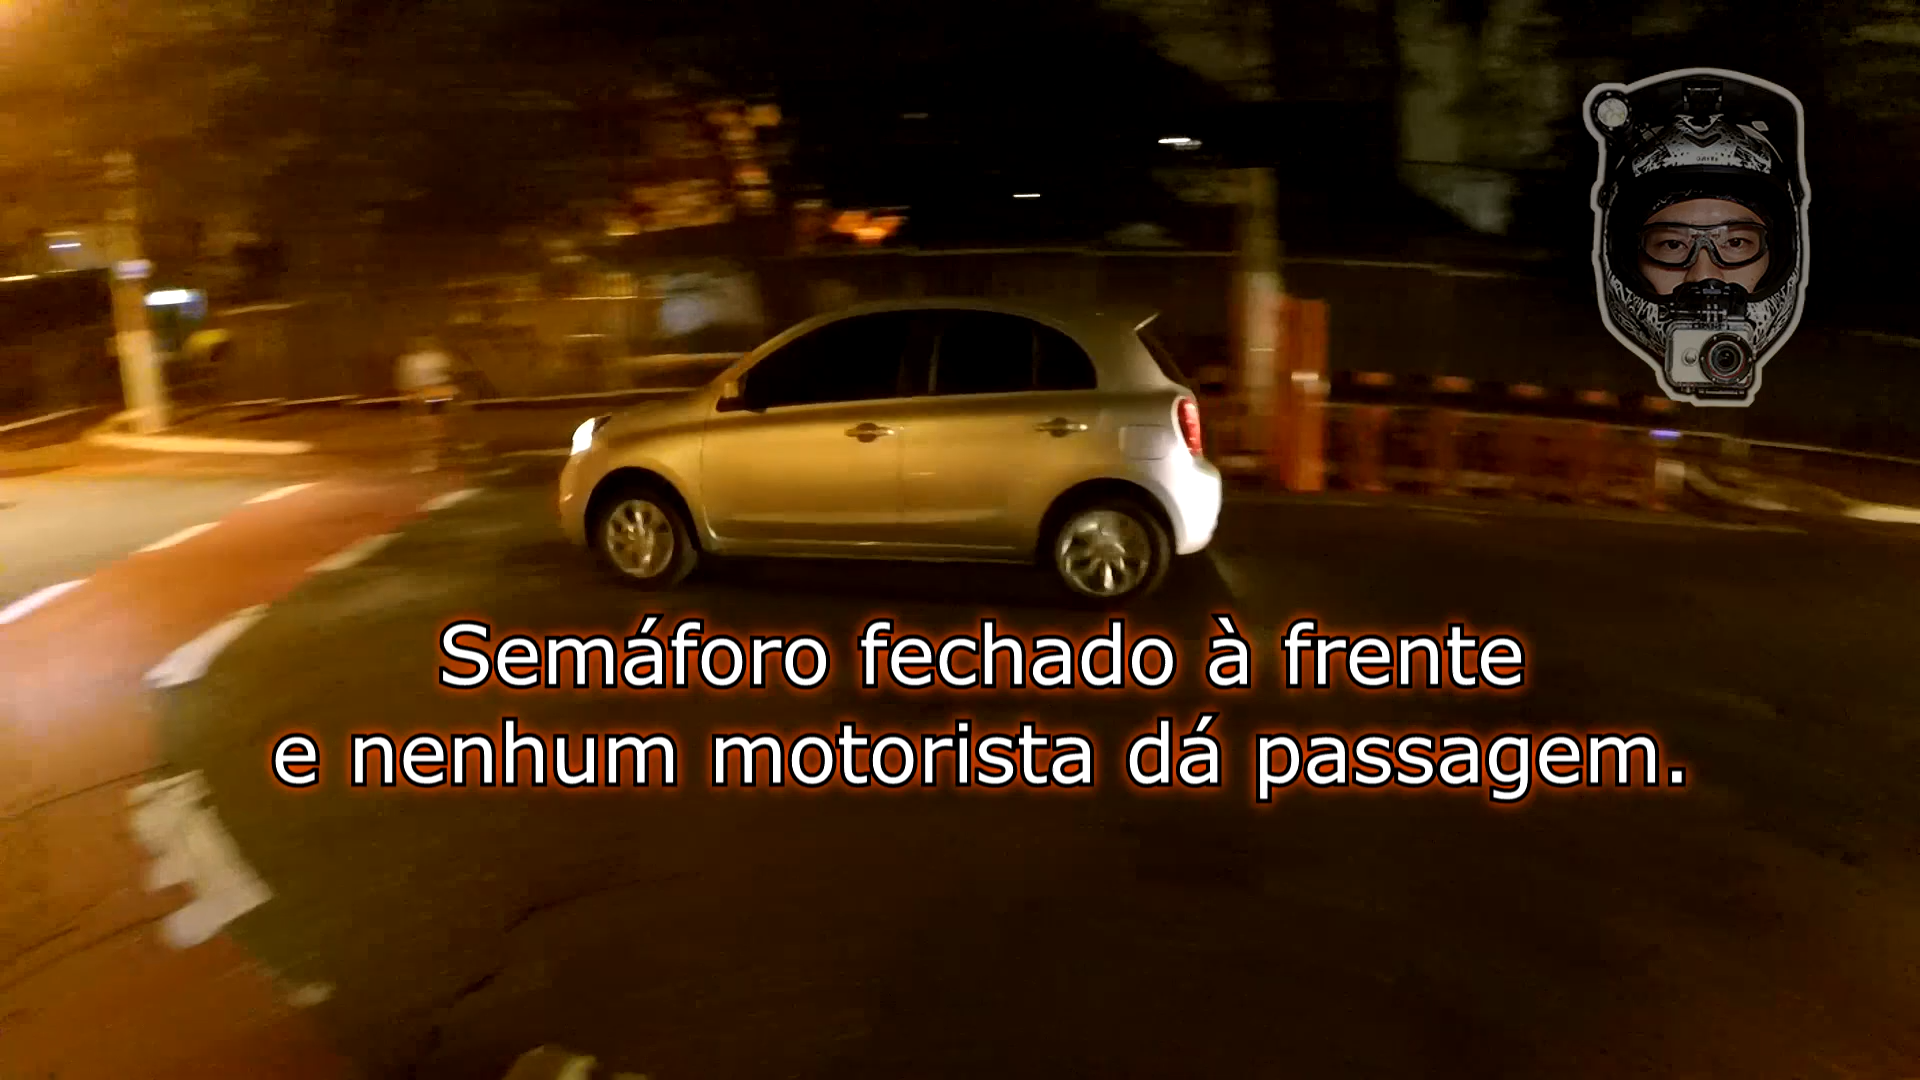 Semáforo fechado à frente
e nenhum motorista dá passagem.